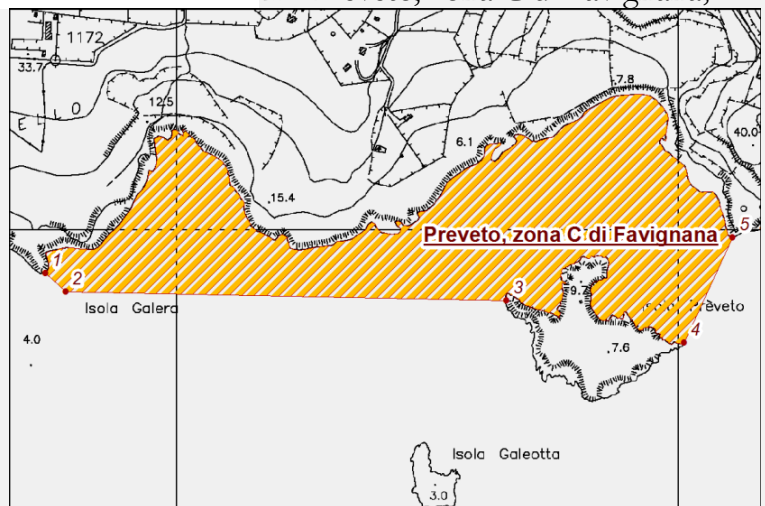 1172
33.7
12.5
O
E
7.8
6.1
40.0
15.4
Preveto, zona C di Favignana
5
1
2
Isola Galera
3
9.7
Prèveto
4
4.0
7.6
Isola Galeotta
3.0